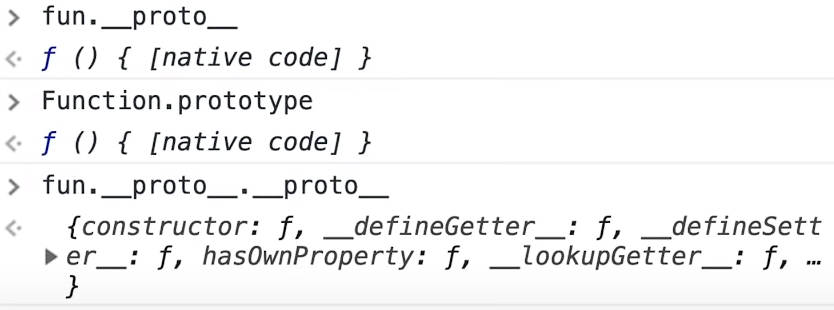 > fun.__proto__
<· ƒ () { [native code] }
> Function.prototype
<· ƒ () { [native code] }
> fun.__proto__.__proto__
<· {constructor: ƒ, __defineGetter__: ƒ, __defineSett
▶ er__: ƒ, hasOwnProperty: ƒ, __lookupGetter__: ƒ, …
}